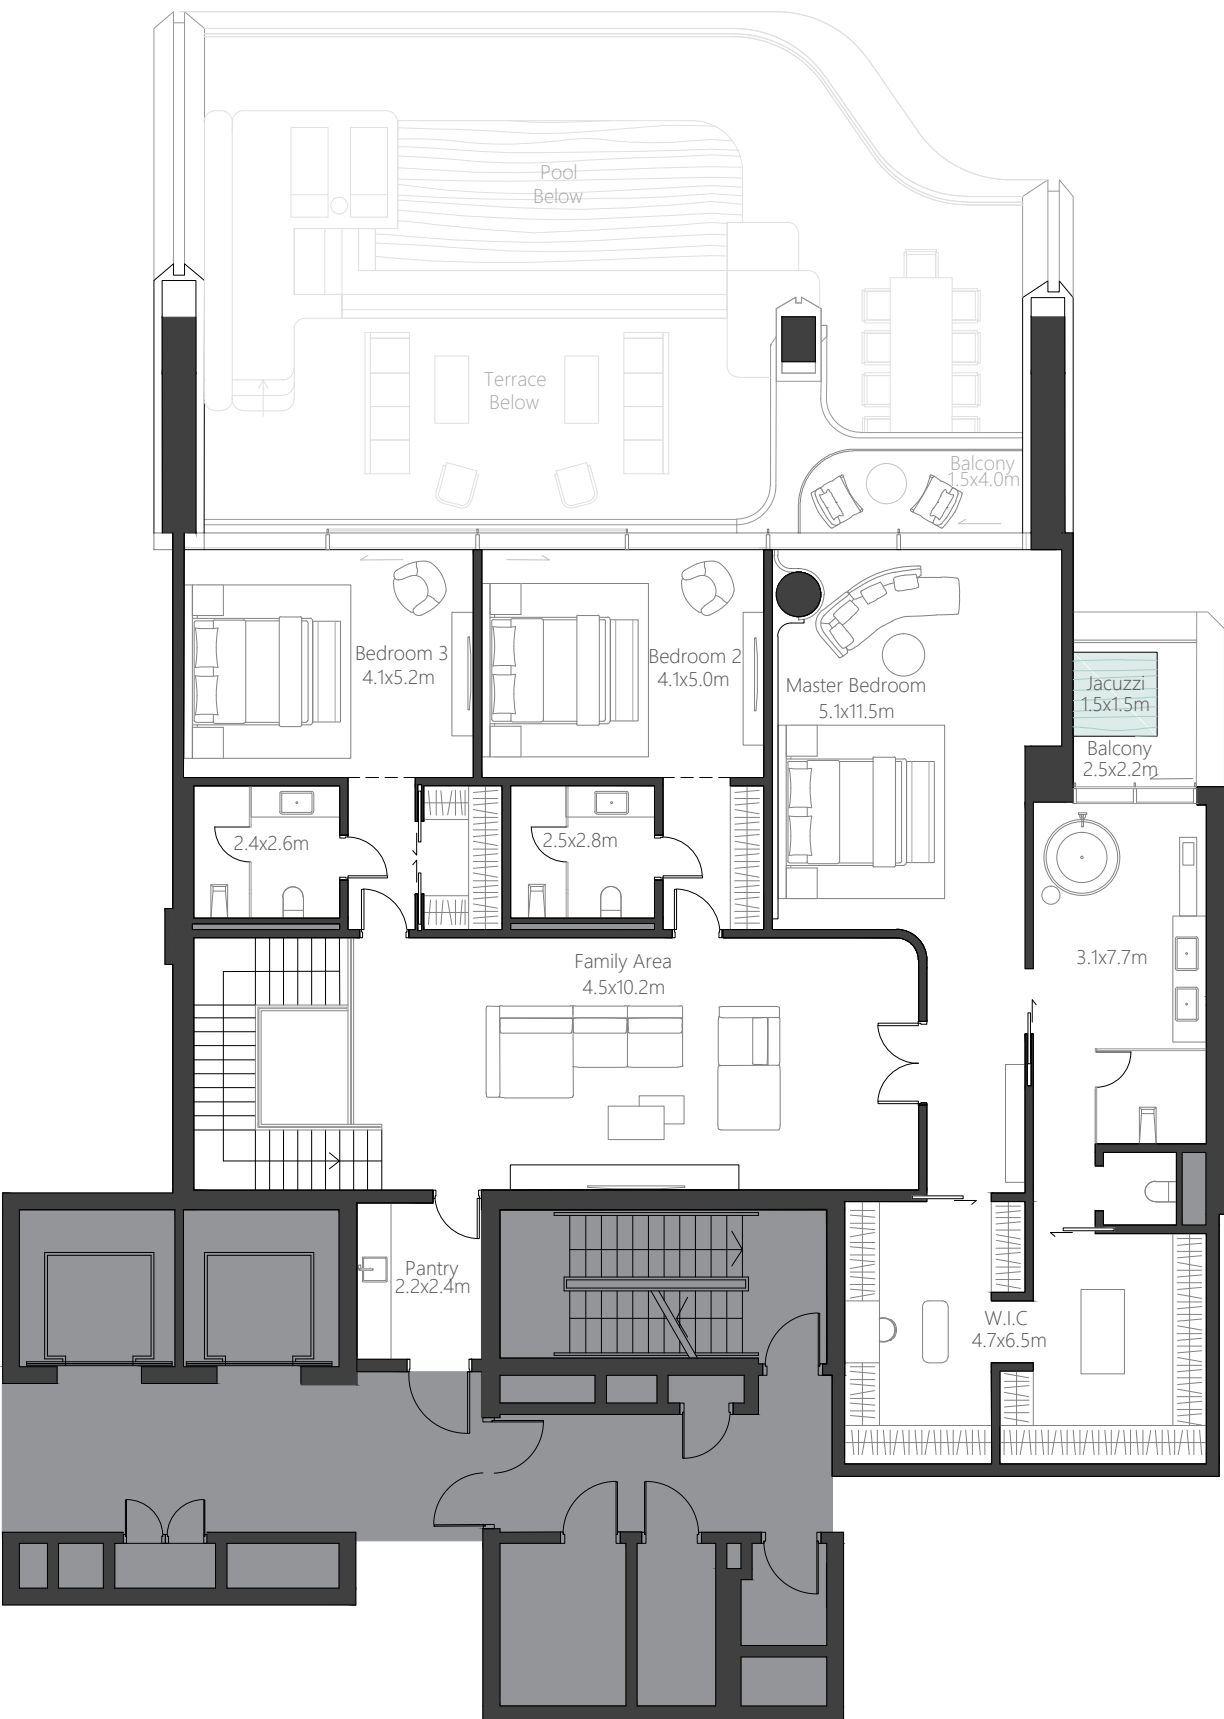 Pool
Below
Terrace
Below
Balcony
1.5x4.0m
Bedroom 3
4.1x5.2m
Bedroom 2
4.1x5.0m
Master Bedroom
5.1x11.5m
Jacuzzi
1.5x1.5m
Balcony
2.5x2.2m
2.4x2.6m
2.5x2.8m
3.1x7.7m
Family Area
4.5x10.2m
Pantry
2.2x2.4m
W.I.C
4.7x6.5m